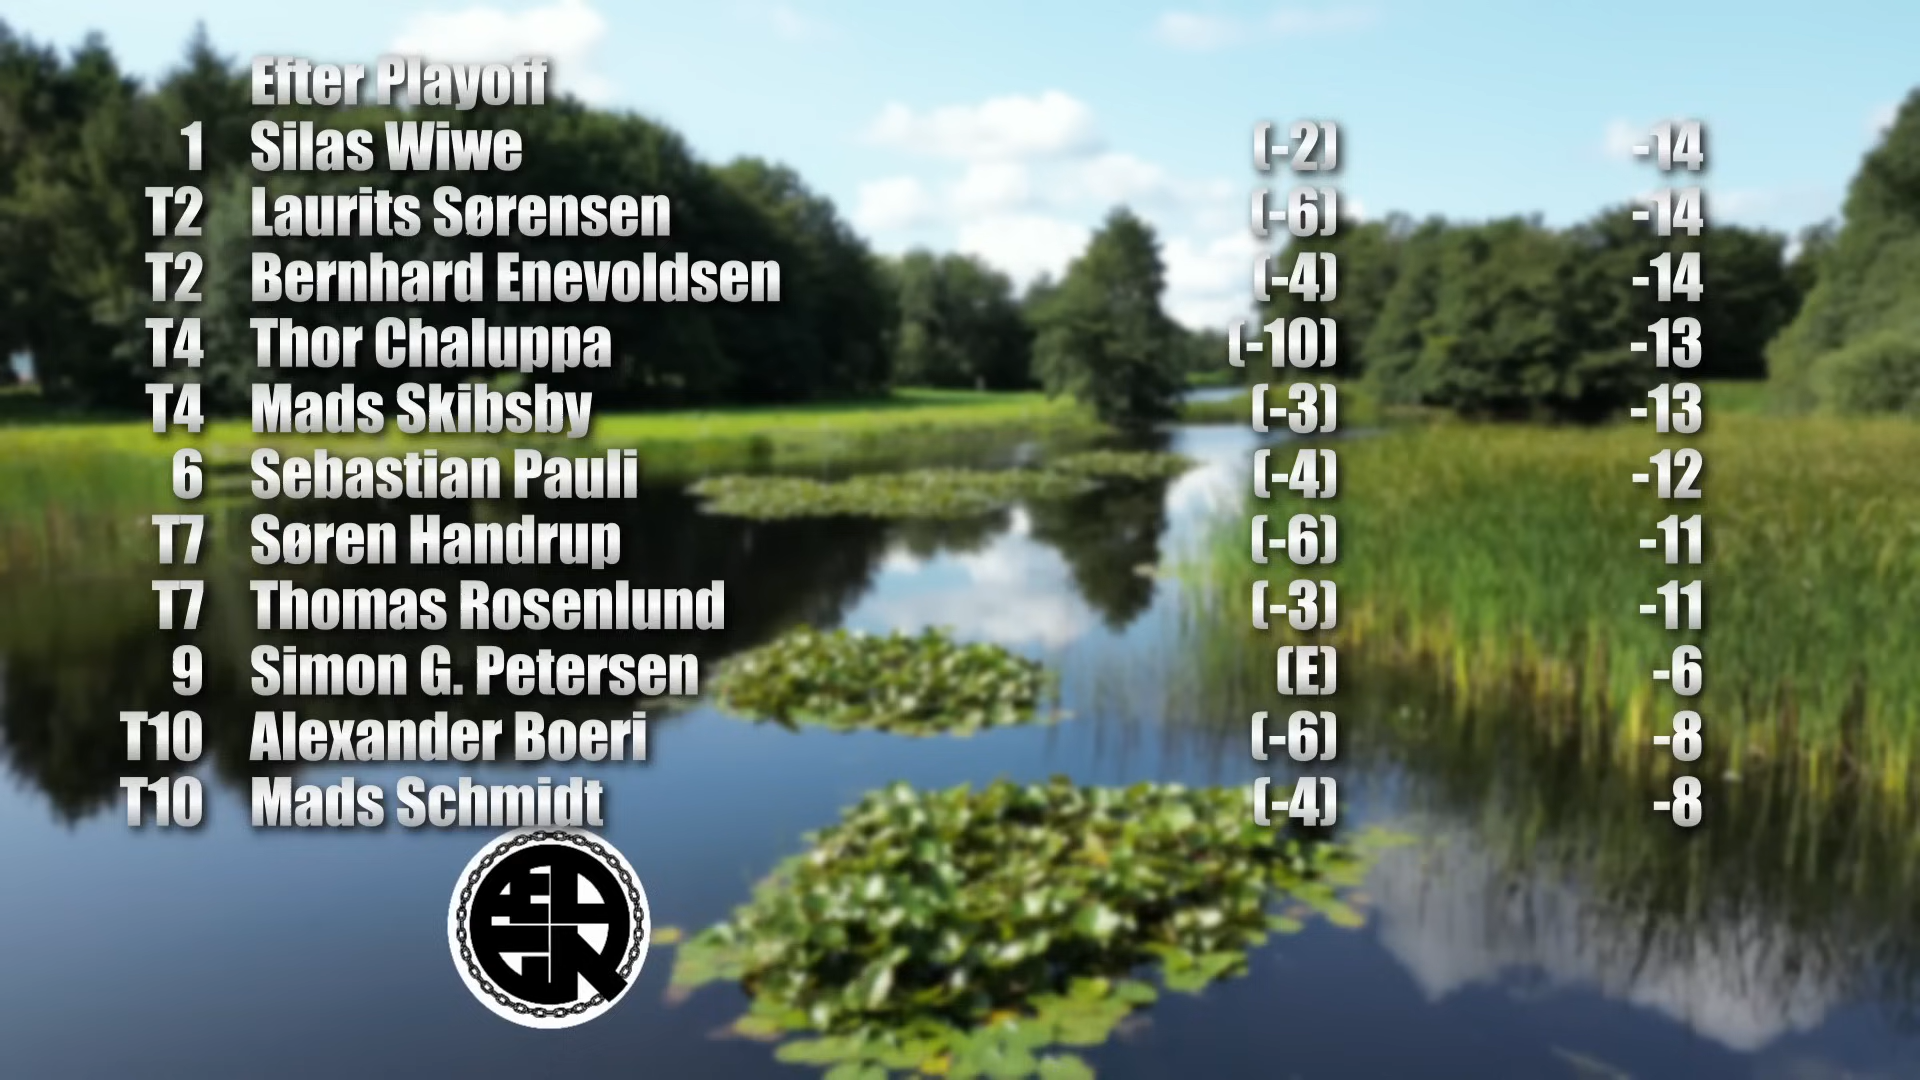 Efter Playoff
1 Silas Wiwe (-2) -14
T2 Laurits Sørensen (-6) -14
T2 Bernhard Enevoldsen (-4) -14
T4 Thor Chaluppa (-10) -13
T4 Mads Skibsby (-3) -13
6 Sebastian Pauli (-4) -12
T7 Søren Handrup (-6) -11
T7 Thomas Rosenlund (-3) -11
9 Simon G. Petersen (E) -6
T10 Alexander Boeri (-6) -8
T10 Mads Schmidt (-4) -8